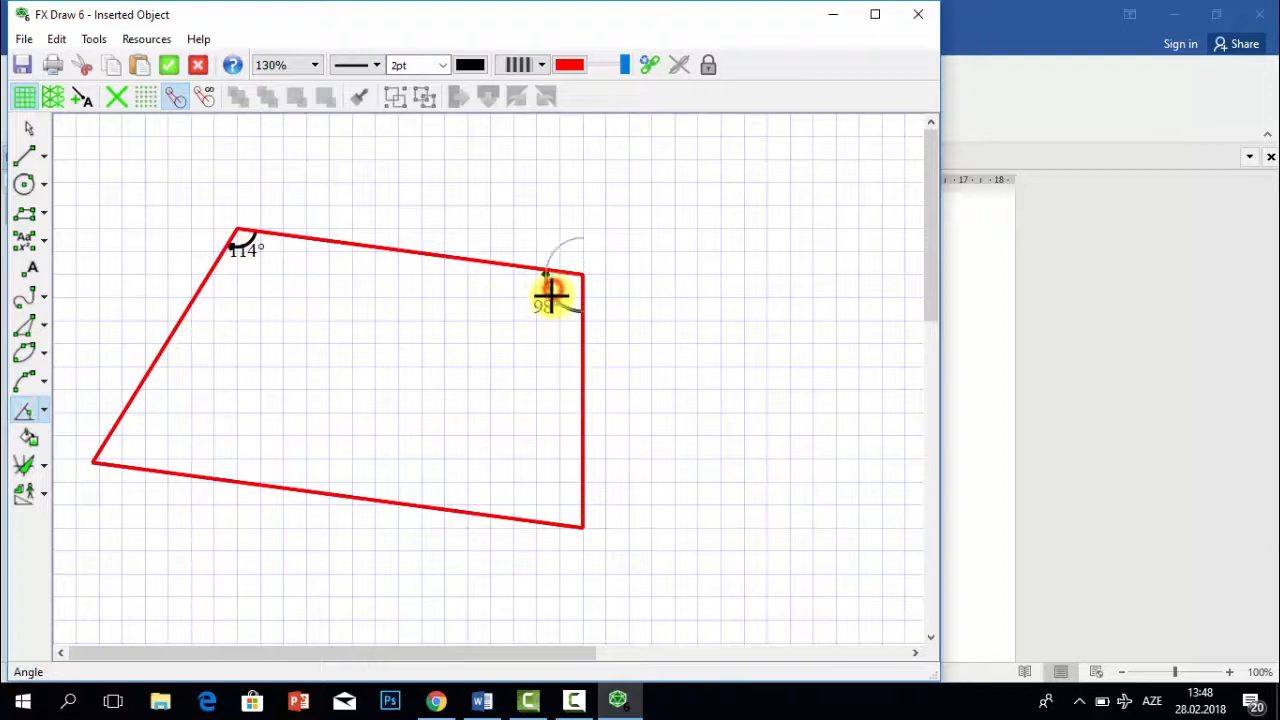 FX Draw 6 - Inserted Object
File Edit Tools Resources Help
Sign in
Share
130%
2pt
17 18
114°
Angle
100%
AZE
13:48
28.02.2018
20